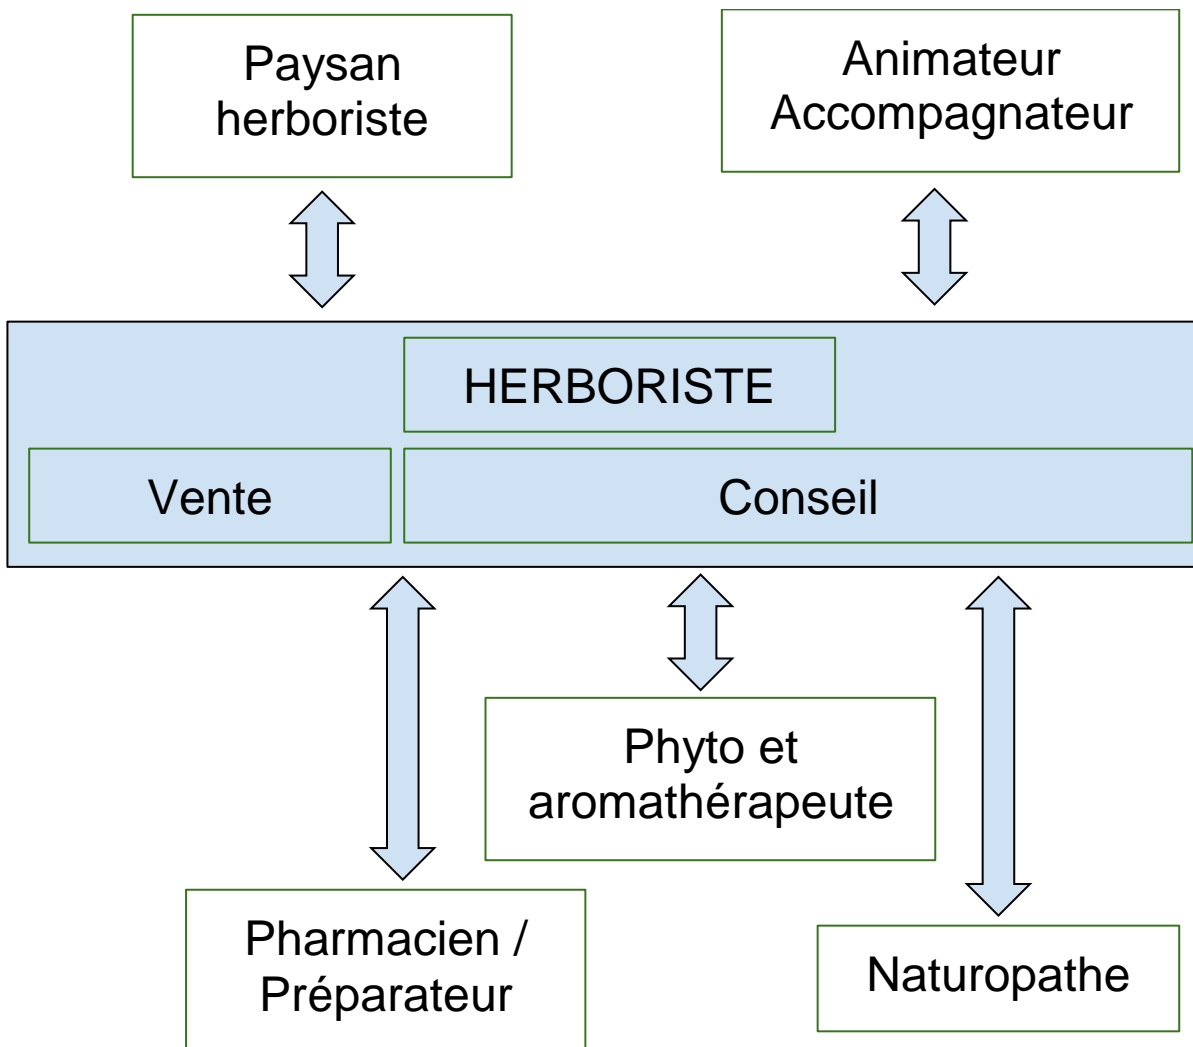 Paysan
herboriste
Animateur
Accompagnateur
HERBORISTE
Vente
Conseil
Phyto et
aromathérapeute
Pharmacien /
Préparateur
Naturopathe